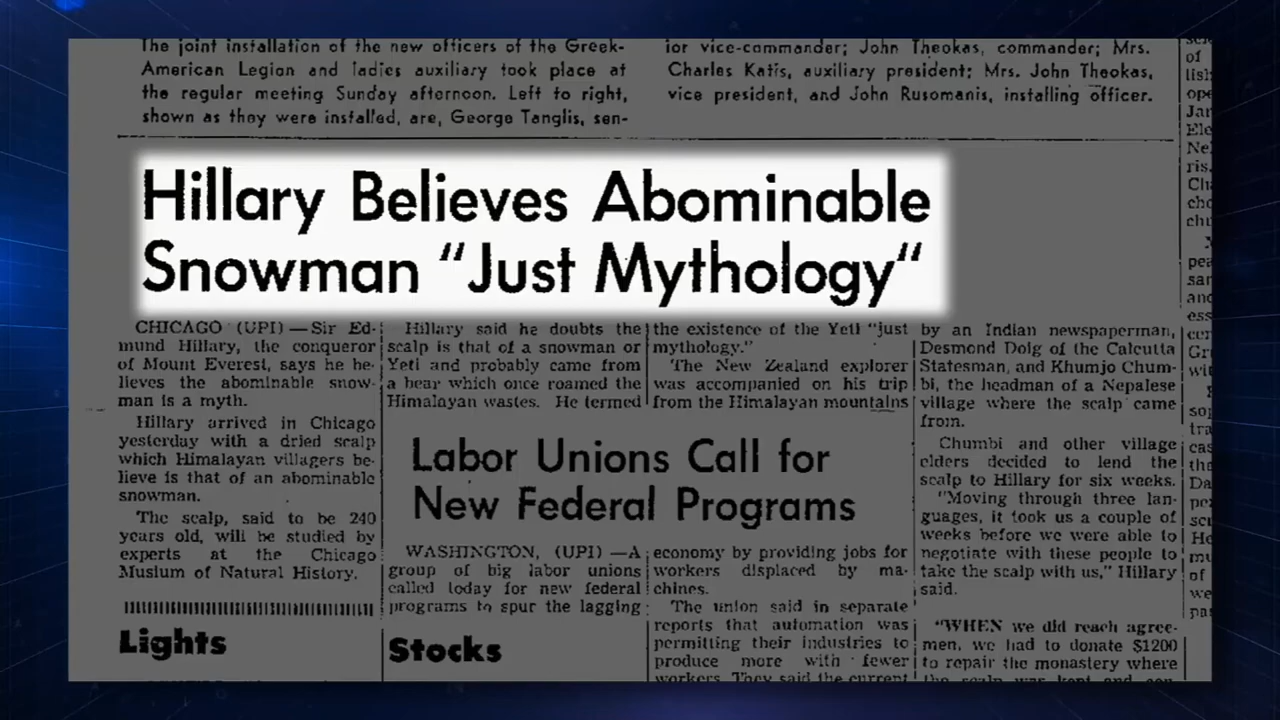 The joint installation of the new officers of the Greek-
American Legion and ladies auxiliary took place at
the regular meeting Sunday afternoon. Left to right,
shown as they were installed, are, George Tanglis, sen-
ior vice-commander; John Theokas, commander; Mrs.
Charles Katis, auxiliary president; Mrs. John Theokas,
vice president, and John Rusomanis, installing officer.
Hillary Believes Abominable
Snowman “Just Mythology“
CHICAGO (UPI) — Sir Ed-
mund Hillary, the conqueror
of Mount Everest, says he be-
lieves the abominable snow-
man is a myth.
Hillary arrived in Chicago
yesterday with a dried scalp
which Himalayan villagers be-
lieve is that of an abominable
snowman.
The scalp, said to be 240
years old, will be studied by
experts at the Chicago
Musium of Natural History.
Hillary said he doubts the
scalp is that of a snowman or
Yeti and probably came from
a bear which once roamed the
Himalayan wastes. He termed
the existence of the Yeti "just
mythology."
The New Zealand explorer
was accompanied on his trip
from the Himalayan mountains
by an Indian newspaperman,
Desmond Doig of the Calcutta
Statesman, and Khumjo Chum-
bi, the headman of a Nepalese
village where the scalp came
from.
Chumbi and other village
elders decided to lend the
scalp to Hillary for six weeks.
"Moving through three lan-
guages, it took us a couple of
weeks before we were able to
negotiate with these people to
take the scalp with us," Hillary
said.
"WHEN we did reach agree-
men, we had to donate $1200
to repair the monastery where
the scalp was kept and
Labor Unions Call for
New Federal Programs
WASHINGTON, (UPI) — A
group of big labor unions
called today for new federal
programs to spur the lagging
economy by providing jobs for
workers displaced by ma-
chines.
The union said in separate
reports that automation was
permitting their industries to
produce more with fewer
workers. They said the current
Lights
Stocks